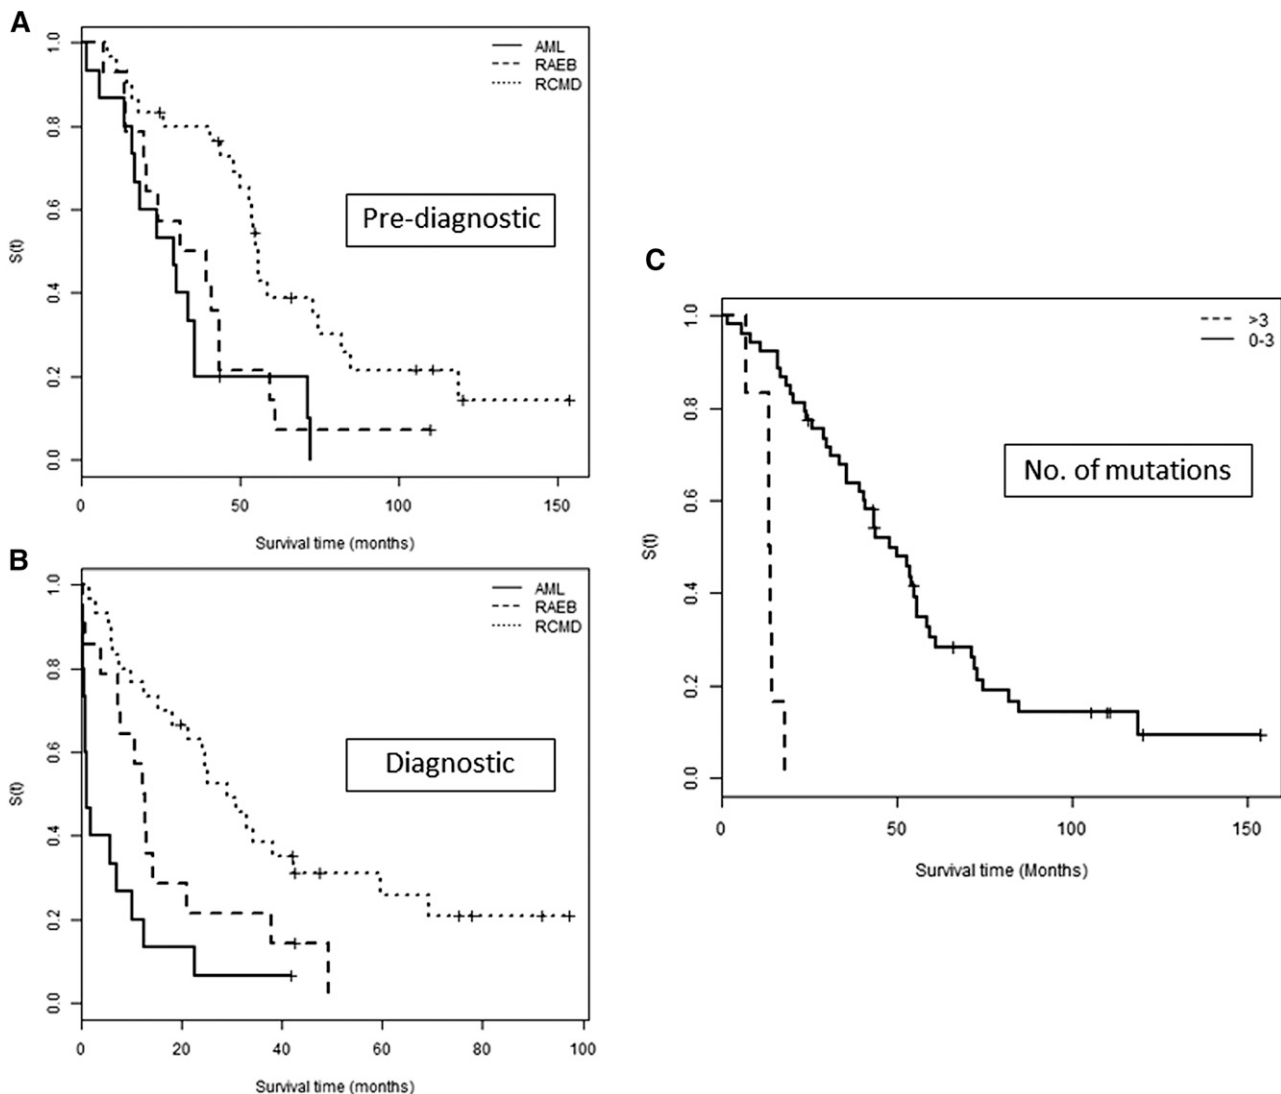 A
1.0
0.8
0.6
0.4
0.2
0.0
S(t)
AML
RAEB
RCMD
Pre-diagnostic
0 50 100 150
Survival time (months)
B
1.0
0.8
0.6
0.4
0.2
0.0
S(t)
AML
RAEB
RCMD
Diagnostic
0 20 40 60 80 100
Survival time (months)
C
1.0
0.8
0.6
0.4
0.2
0.0
S(t)
>3
0-3
No. of mutations
0 50 100 150
Survival time (Months)